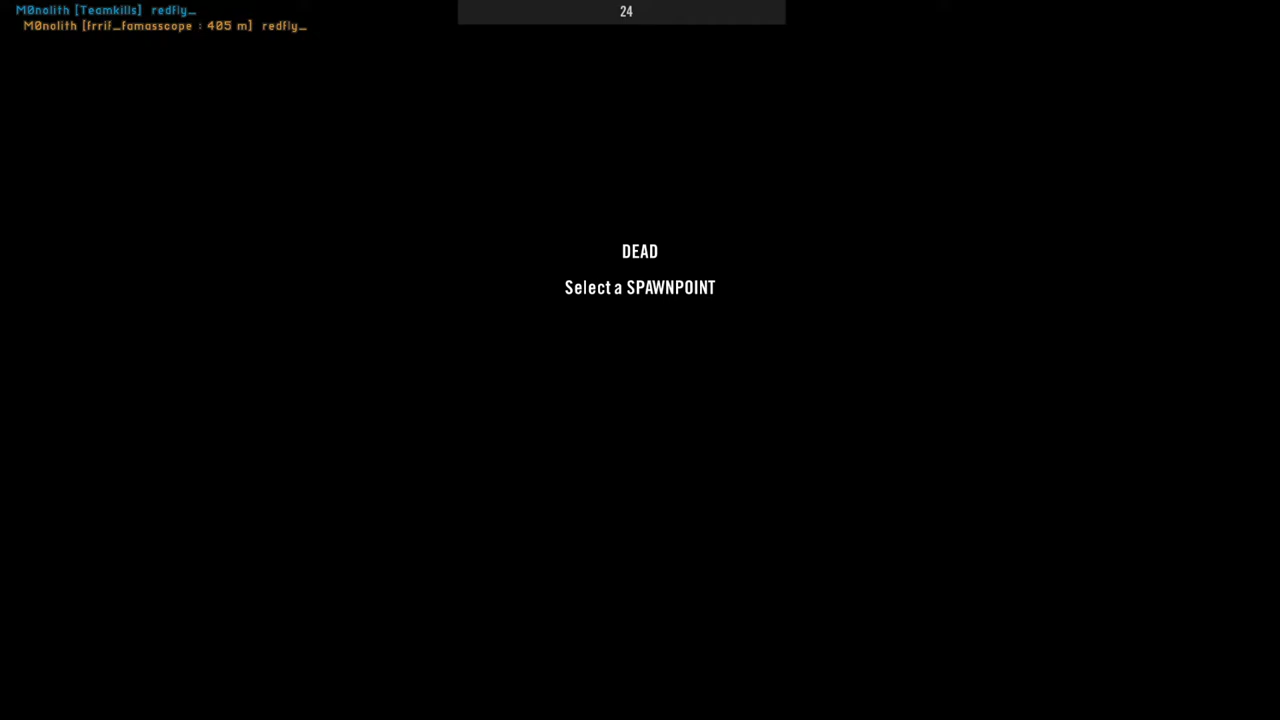 M0nolith [Teamkills] redfly_
24
M0nolith [frrif_famasscope : 405 m] redfly_
DEAD
Select a SPAWNPOINT